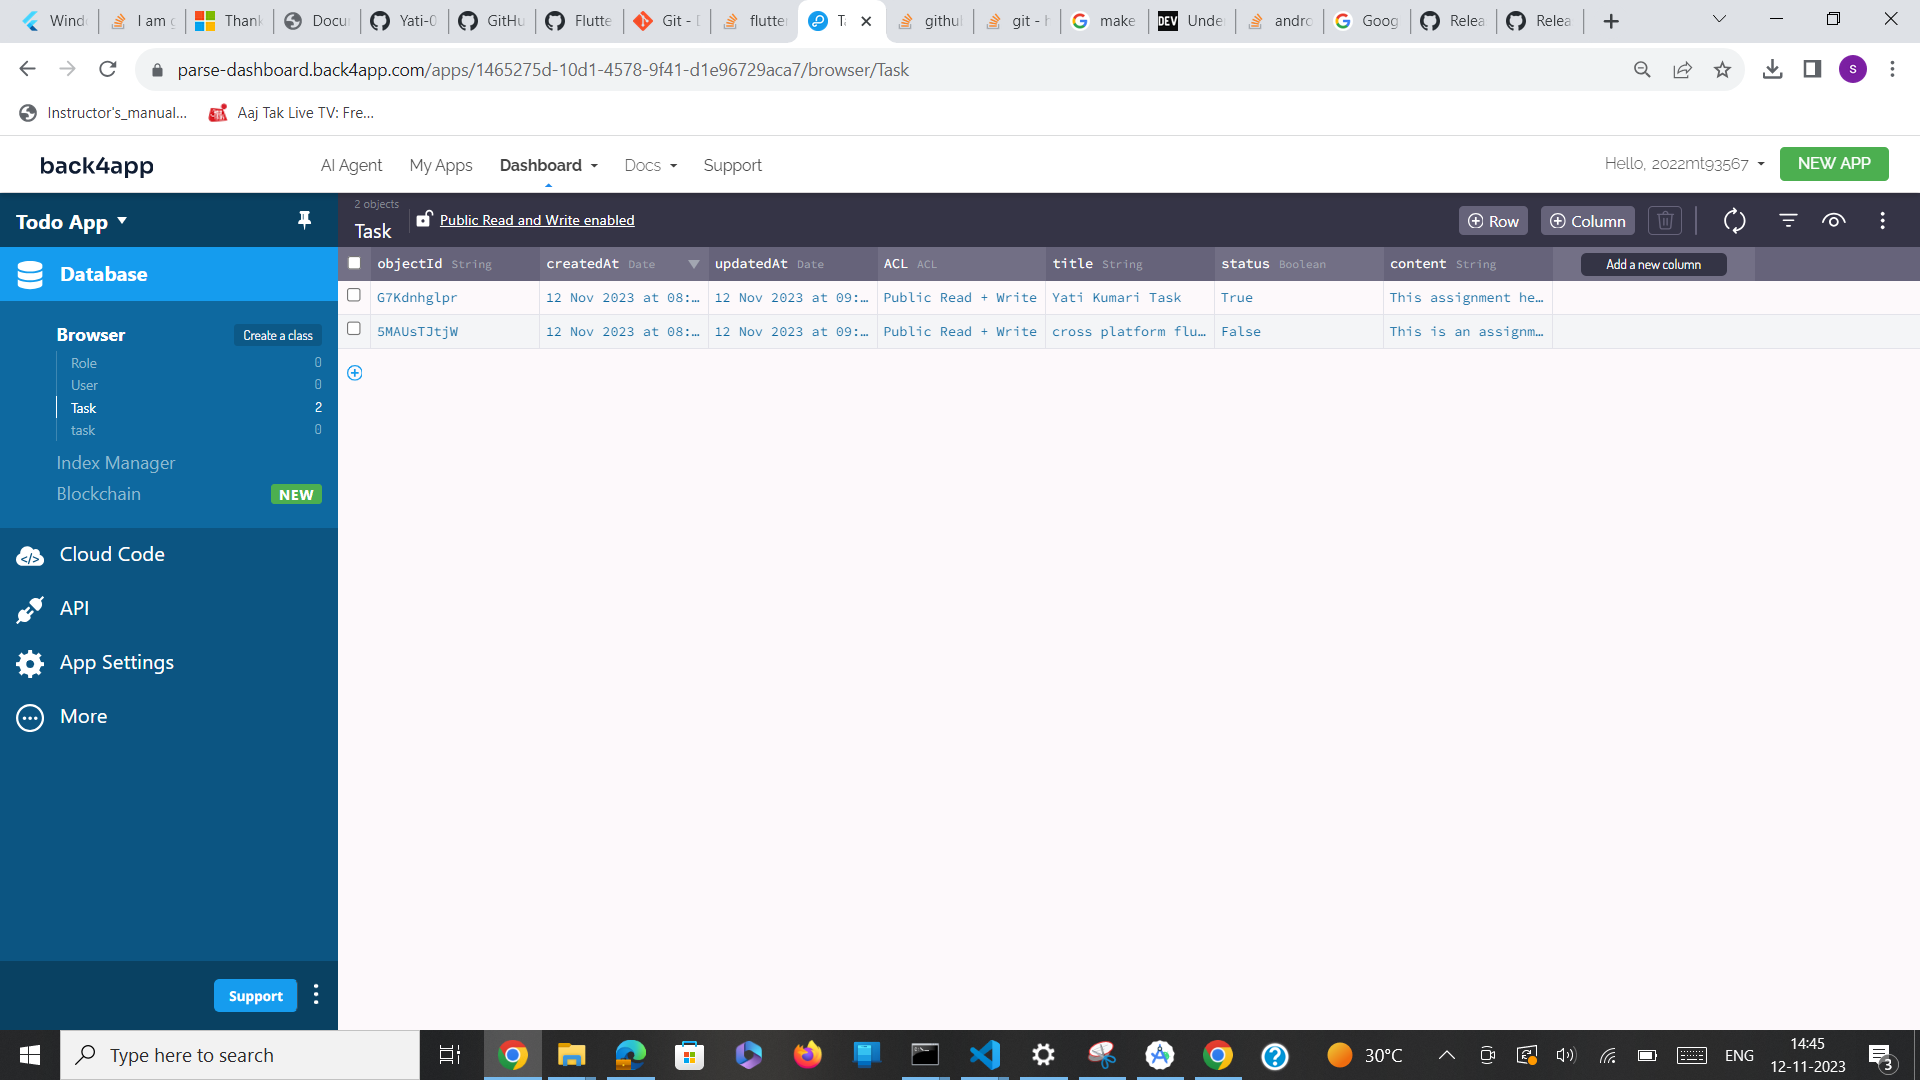 Wind
I am g
Thank
Docu
Yati-0
GitHu
Flutte
Git - D
flutter
Ta
githul
git - h
make
DEV
Under
andro
Goog
Relea
Relea
parse-dashboard.back4app.com/apps/1465275d-10d1-4578-9f41-d1e96729aca7/browser/Task
S
Instructor's_manual...
Aaj Tak Live TV: Fre...
back4app
AI Agent
My Apps
Dashboard
Docs
Support
Hello, 2022mt93567
NEW APP
Todo App
2 objects
Task
Public Read and Write enabled
Row
Column
Database
objectId String
createdAt Date
updatedAt Date
ACL ACL
title String
status Boolean
content String
Add a new column
G7Kdnhglpr
12 Nov 2023 at 08:...
12 Nov 2023 at 09:...
Public Read + Write
Yati Kumari Task
True
This assignment he...
5MAUsTJtjW
12 Nov 2023 at 08:...
12 Nov 2023 at 09:...
Public Read + Write
cross platform flu...
False
This is an assignm...
Browser
Create a class
Role 0
User 0
Task 2
task 0
Index Manager
Blockchain
NEW
Cloud Code
API
App Settings
More
Support
Type here to search
30°C
ENG
14:45
12-11-2023
3